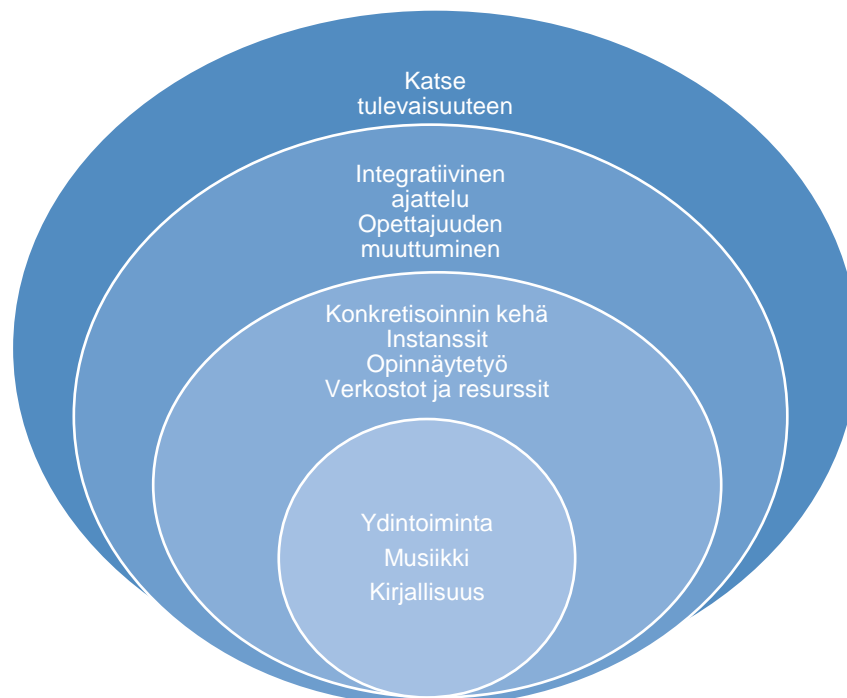 Katse
tulevaisuuteen
Integratiivinen
ajattelu
Opettajuuden
muuttuminen
Konkretisoinnin kehä
Instanssit
Opinnäytetyö
Verkostot ja resurssit
Ydintoiminta
Musiikki
Kirjallisuus